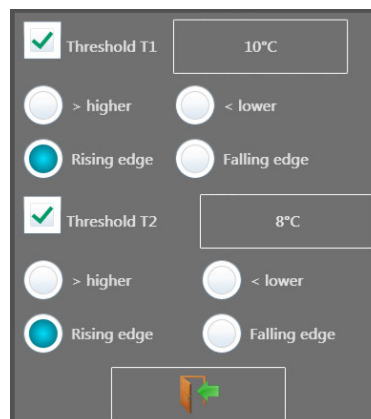 Threshold T1 10°C
> higher < lower
Rising edge Falling edge
Threshold T2 8°C
> higher < lower
Rising edge Falling edge